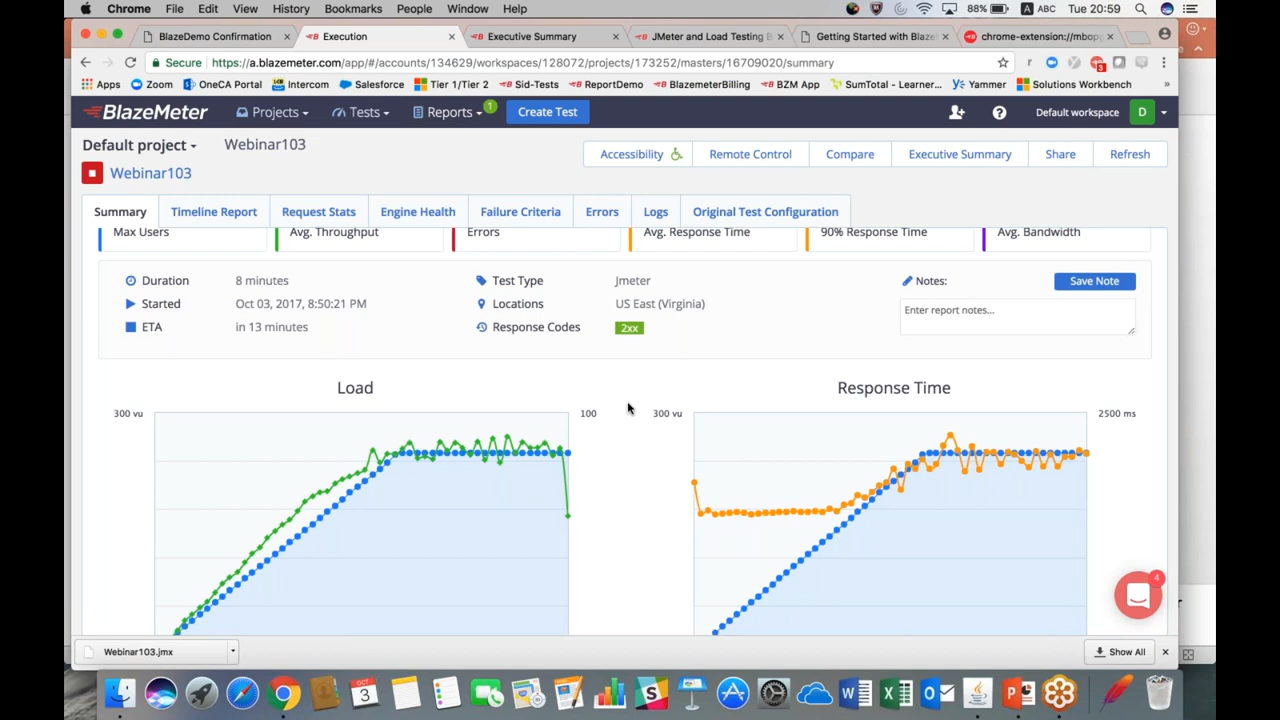 Chrome File Edit View History Bookmarks People Window Help 88% A ABC Tue 20:59
BlazeDemo Confirmation × Execution × Executive Summary × JMeter and Load Testing B × Getting Started with Blaze × chrome-extension://mbop ×
Secure https://a.blazemeter.com/app/#/accounts/134629/workspaces/128072/projects/173252/masters/16709020/summary
Apps Zoom OneCA Portal Intercom Salesforce Tier 1/Tier 2 Sid-Tests ReportDemo BlazemeterBilling BZM App SumTotal - Learner... Yammer Solutions Workbench »
BlazeMeter Projects Tests Reports 1 Create Test ? Default workspace D
Default project Webinar103
Webinar103
Accessibility Remote Control Compare Executive Summary Share Refresh
Summary Timeline Report Request Stats Engine Health Failure Criteria Errors Logs Original Test Configuration
Max Users Avg. Throughput Errors Avg. Response Time 90% Response Time Avg. Bandwidth
Duration 8 minutes Test Type Jmeter Notes: Save Note
Started Oct 03, 2017, 8:50:21 PM Locations US East (Virginia) Enter report notes...
ETA in 13 minutes Response Codes 2xx
Load Response Time
300 vu 100 300 vu 2500 ms
4
Webinar103.jmx Show All ×
OCT
3